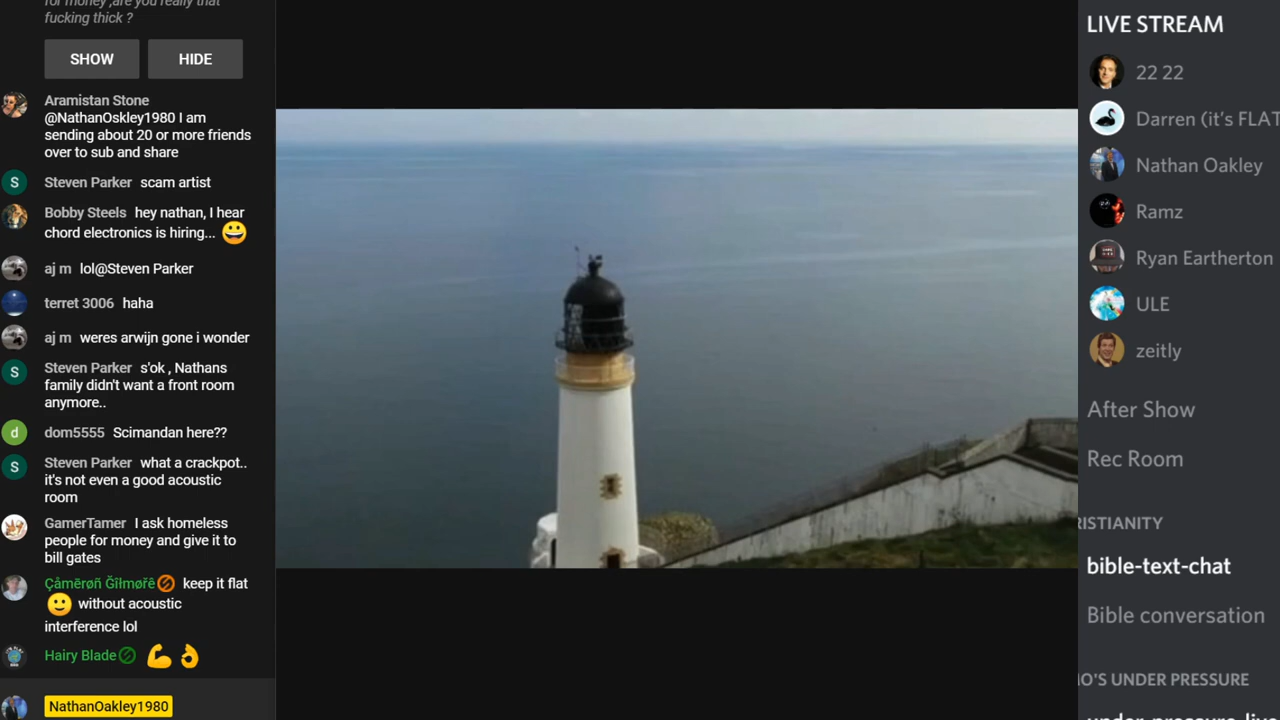 for money ,are you really that
fucking thick ?
SHOW HIDE
Aramistan Stone
@NathanOskley1980 I am
sending about 20 or more friends
over to sub and share
S Steven Parker scam artist
Bobby Steels hey nathan, I hear
chord electronics is hiring...
aj m lol@Steven Parker
terret 3006 haha
aj m weres arwijn gone i wonder
S Steven Parker s'ok , Nathans
family didn't want a front room
anymore..
d dom5555 Scimandan here??
S Steven Parker what a crackpot..
it's not even a good acoustic
room
GamerTamer I ask homeless
people for money and give it to
bill gates
Çåmērøñ Ğïłmøřê keep it flat
without acoustic
interference lol
Hairy Blade
NathanOakley1980
LIVE STREAM
22 22
Darren (it's FLAT
Nathan Oakley
Ramz
Ryan Eartherton
ULE
zeitly
After Show
Rec Room
RISTIANITY
bible-text-chat
Bible conversation
IO'S UNDER PRESSURE
under-pressure-live